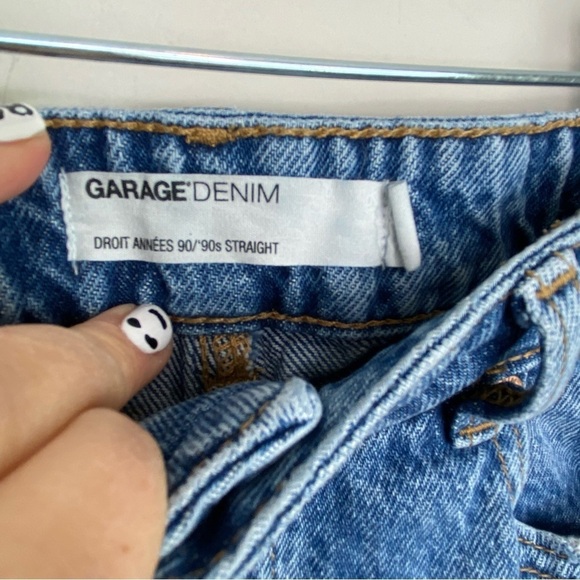 GARAGE® DENIM
DROIT ANNÉES 90/'90s STRAIGHT